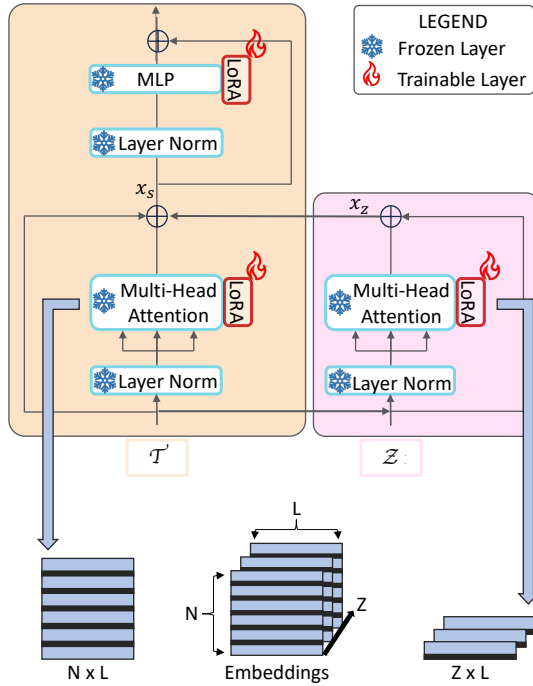 LEGEND
Frozen Layer
Trainable Layer
MLP
LoRA
Layer Norm
x_s
x_z
Multi-Head
Attention
LoRA
Multi-Head
Attention
LoRA
Layer Norm
Layer Norm
𝒯
𝒵
L
N
Z
N x L
Embeddings
Z x L